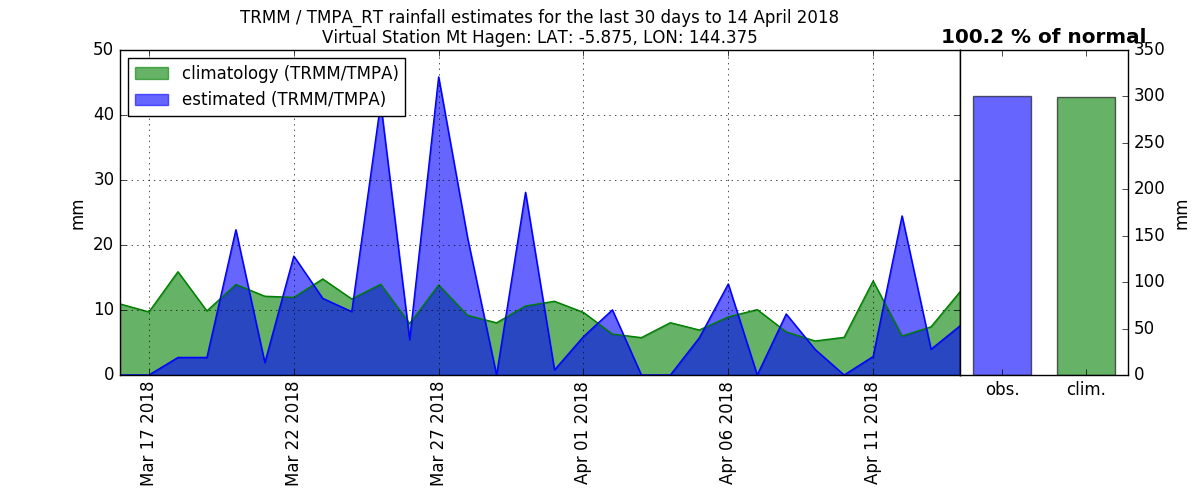 TRMM / TMPA_RT rainfall estimates for the last 30 days to 14 April 2018
Virtual Station Mt Hagen: LAT: -5.875, LON: 144.375
100.2 % of normal
climatology (TRMM/TMPA)
estimated (TRMM/TMPA)
50
40
30
20
10
0
mm
Mar 17 2018
Mar 22 2018
Mar 27 2018
Apr 01 2018
Apr 06 2018
Apr 11 2018
350
300
250
200
150
100
50
0
mm
obs.
clim.